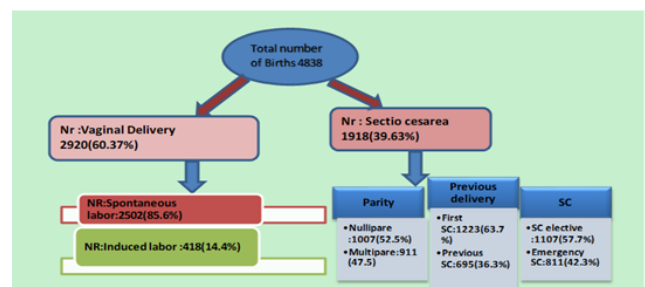 Total number
of Births 4838
Nr :Vaginal Delivery
2920(60.37%)
Nr : Sectio cesarea
1918(39.63%)
NR:Spontaneous
labor:2502(85.6%)
NR:Induced labor :418(14.4%)
Parity
•Nullipare
:1007(52.5%)
•Multipare:911
(47.5)
Previous
delivery
•First
SC:1223(63.7
%)
•Previous
SC:695(36.3%)
SC
•SC elective
:1107(57.7%)
•Emergency
SC:811(42.3%)